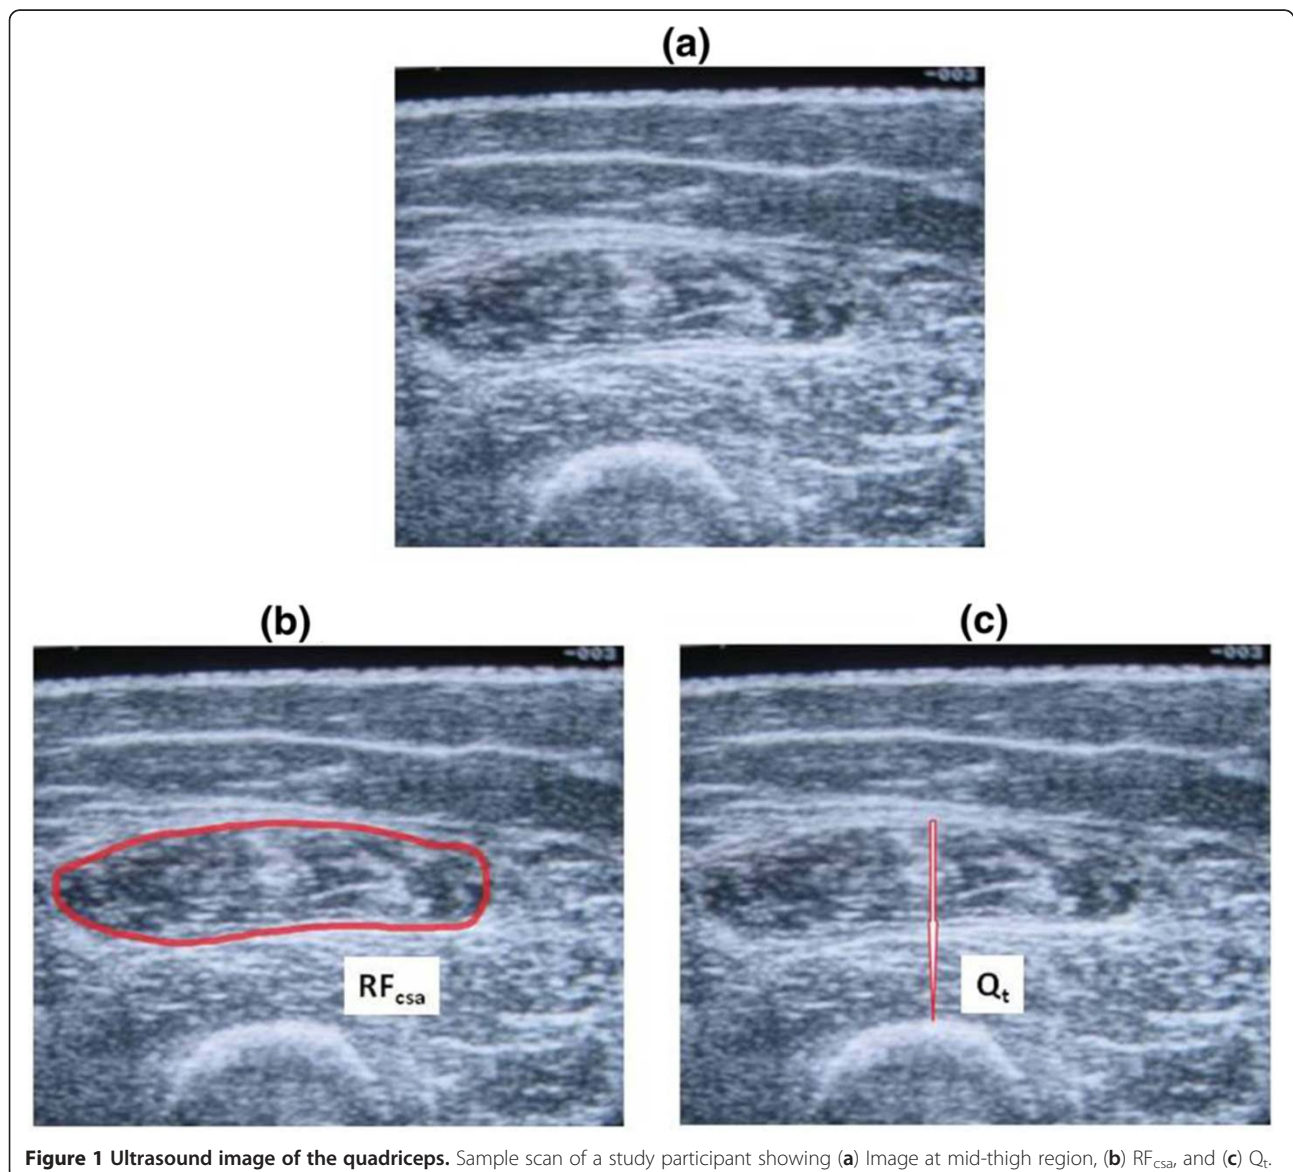 (a)
-003
(b)
(c)
-003
-003
RFcsa
Qt
Figure 1 Ultrasound image of the quadriceps. Sample scan of a study participant showing (a) Image at mid-thigh region, (b) RFcsa, and (c) Qt.